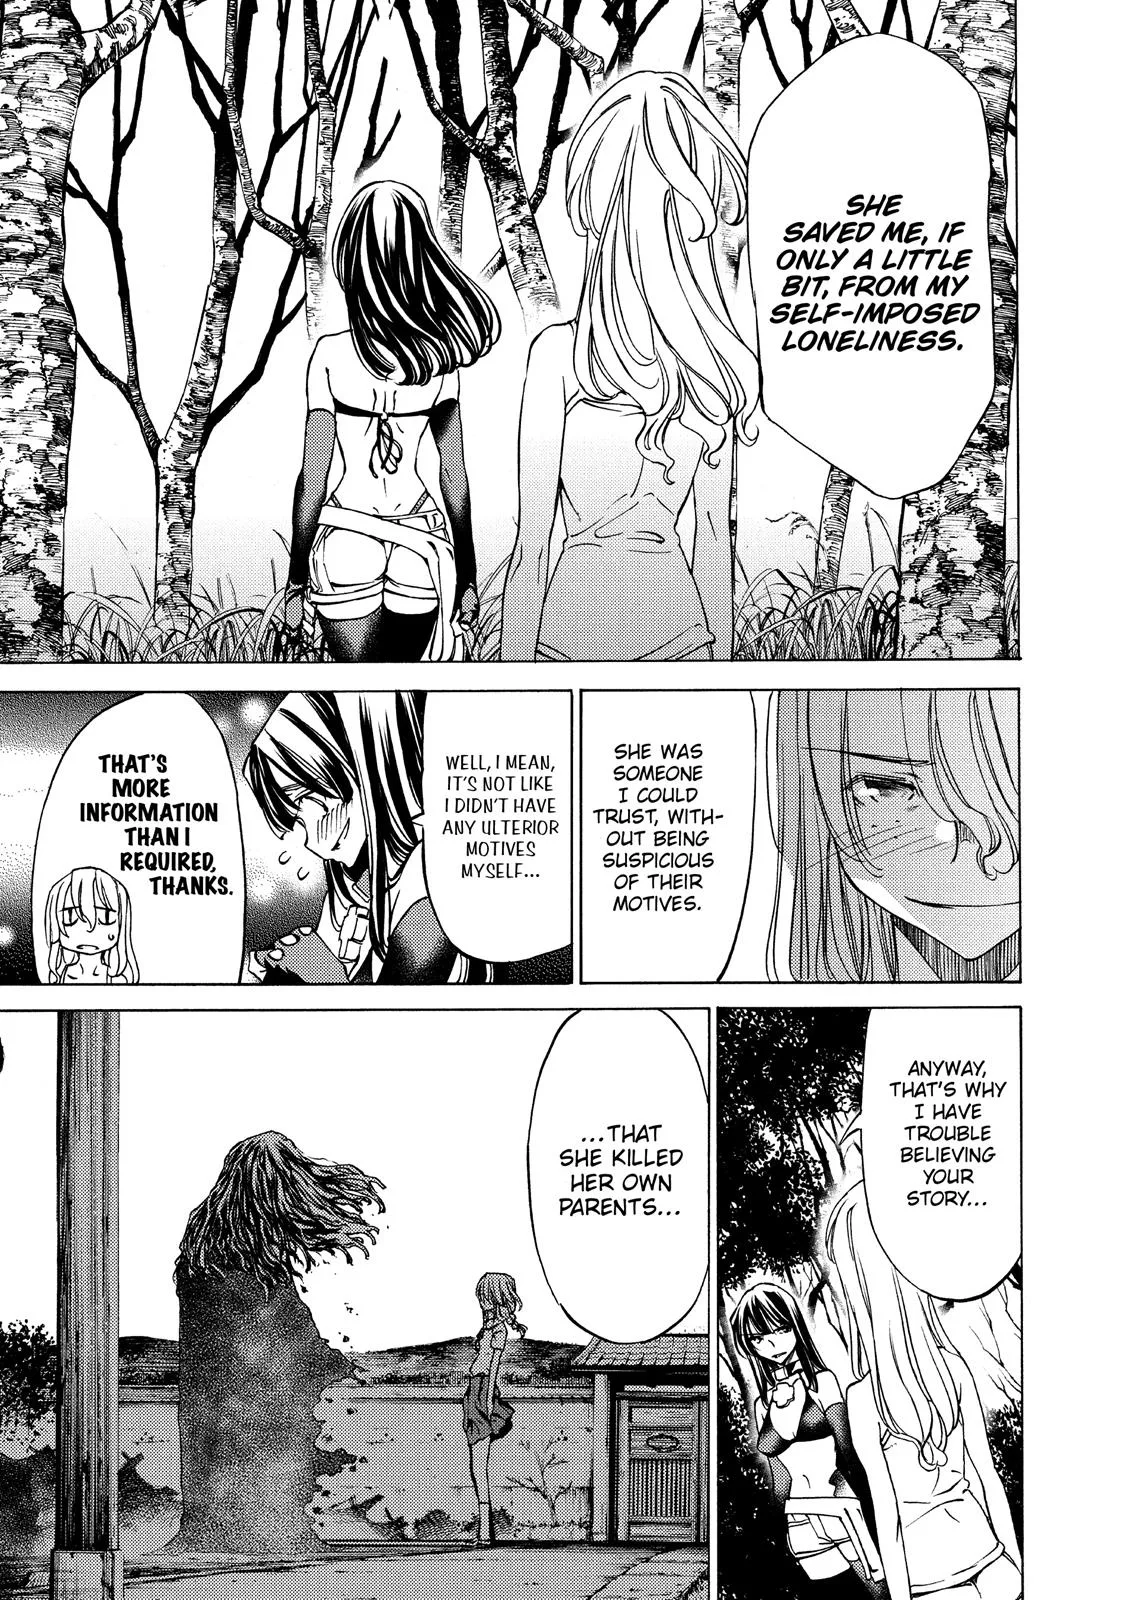 SHE
SAVED ME, IF
ONLY A LITTLE
BIT, FROM MY
SELF-IMPOSED
LONELINESS.
SHE WAS
SOMEONE
I COULD
TRUST, WITH-
OUT BEING
SUSPICIOUS
OF THEIR
MOTIVES.
WELL, I MEAN,
IT'S NOT LIKE
I DIDN'T HAVE
ANY ULTERIOR
MOTIVES
MYSELF...
THAT'S
MORE
INFORMATION
THAN I
REQUIRED,
THANKS.
ANYWAY,
THAT'S WHY
I HAVE
TROUBLE
BELIEVING
YOUR
STORY...
...THAT
SHE KILLED
HER OWN
PARENTS...